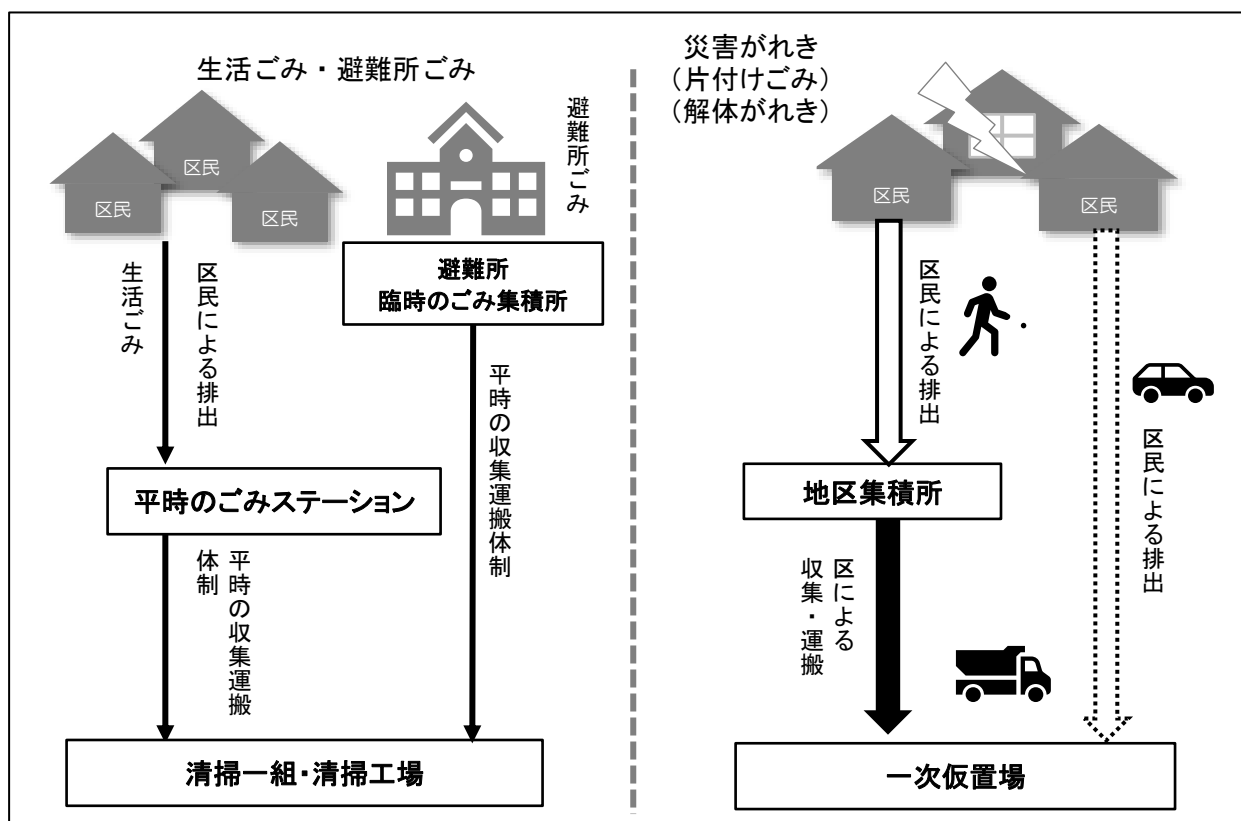 生活ごみ・避難所ごみ
区民
区民
区民
避難所ごみ
避難所
臨時のごみ集積所
生活ごみ
区民による排出
平時のごみステーション
平時の収集運搬
体制
平時の収集運搬体制
清掃一組・清掃工場
災害がれき
（片付けごみ）
（解体がれき）
区民
区民
区民による排出
地区集積所
区による
収集・運搬
区民による排出
一次仮置場